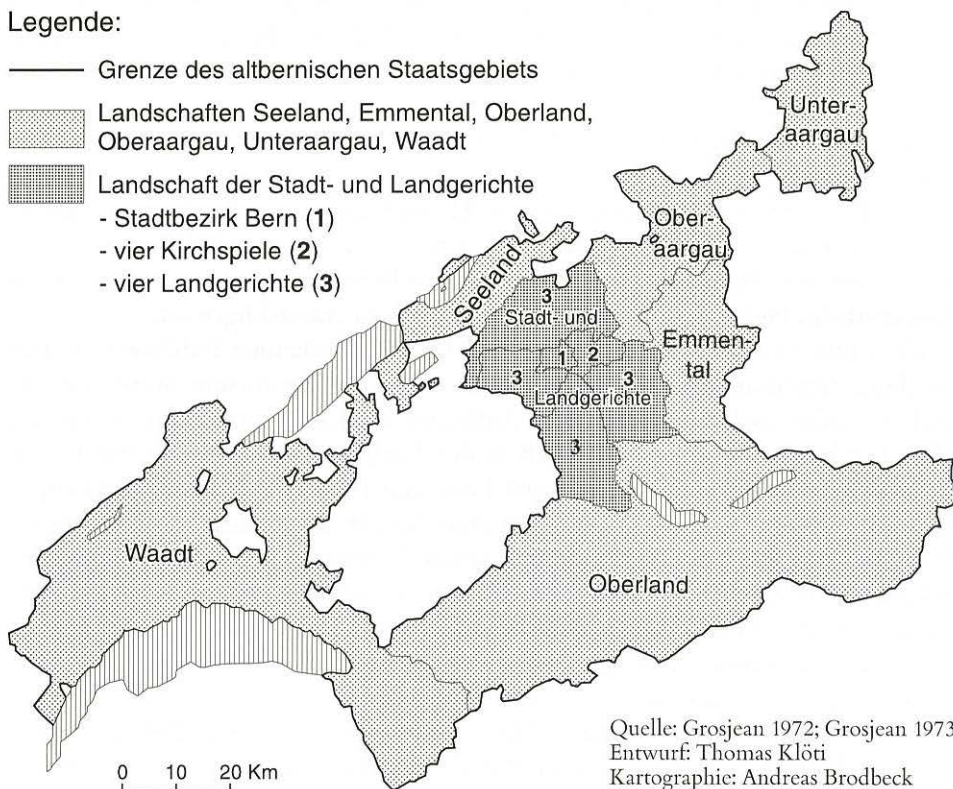 Legende:
Grenze des altbernischen Staatsgebiets
Landschaften Seeland, Emmental, Oberland,
Oberaargau, Unteraargau, Waadt
Landschaft der Stadt- und Landgerichte
- Stadtbezirk Bern (1)
- vier Kirchspiele (2)
- vier Landgerichte (3)
Unter-
aargau
Ober-
aargau
Seeland
3
Stadt- und
Emmen-
tal
1
2
3
3
Landgerichte
3
Waadt
Oberland
0 10 20 Km
Quelle: Grosjean 1972; Grosjean 1973
Entwurf: Thomas Klöti
Kartographie: Andreas Brodbeck